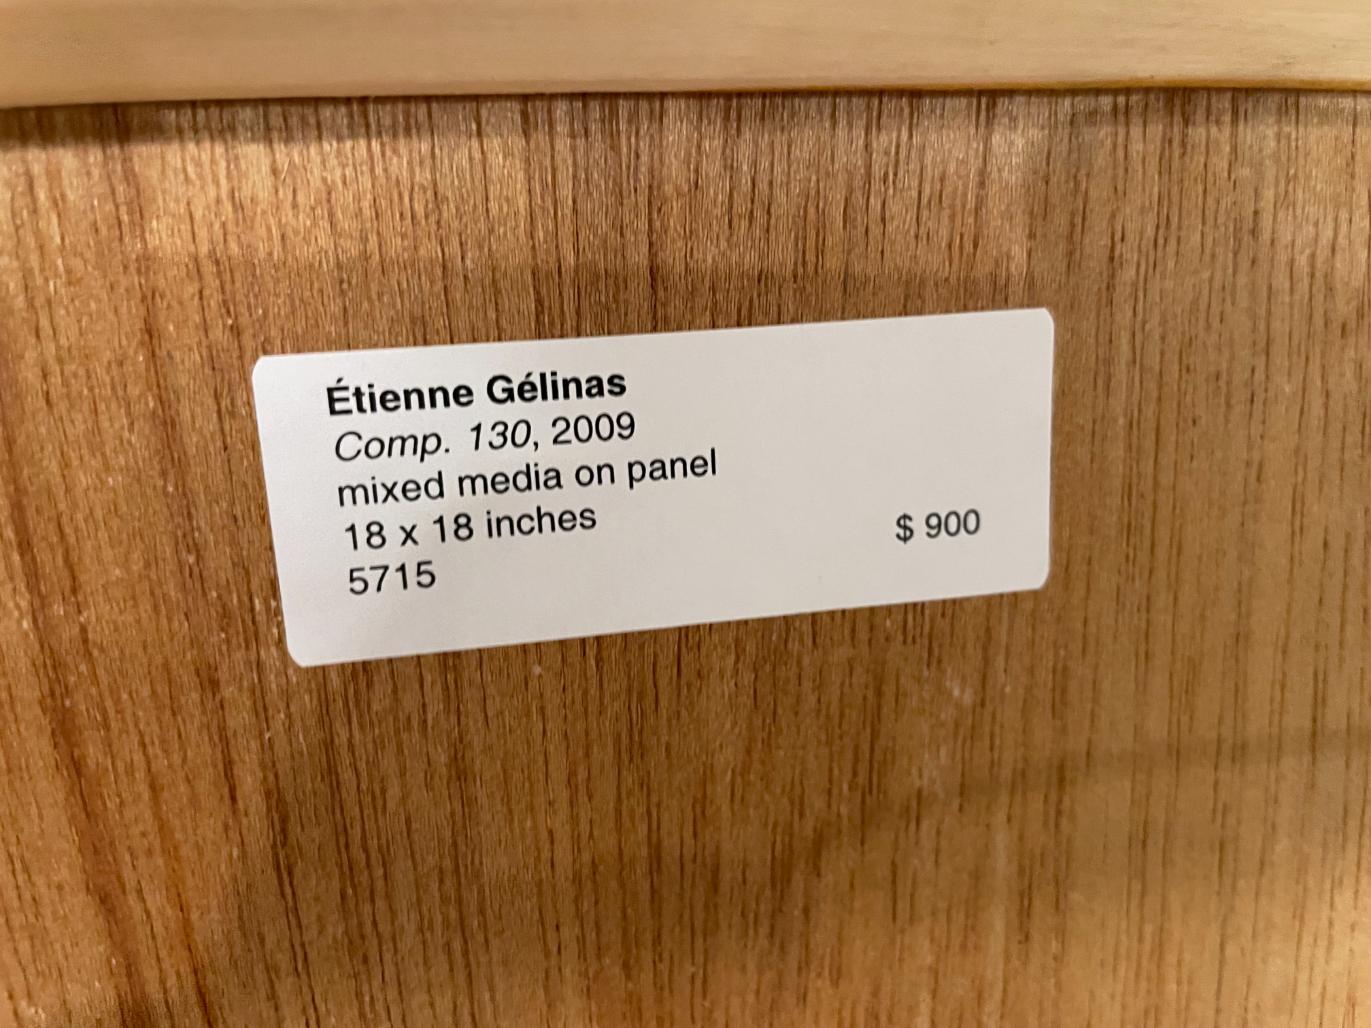 Étienne Gélinas
Comp. 130, 2009
mixed media on panel
18 x 18 inches
$ 900
5715